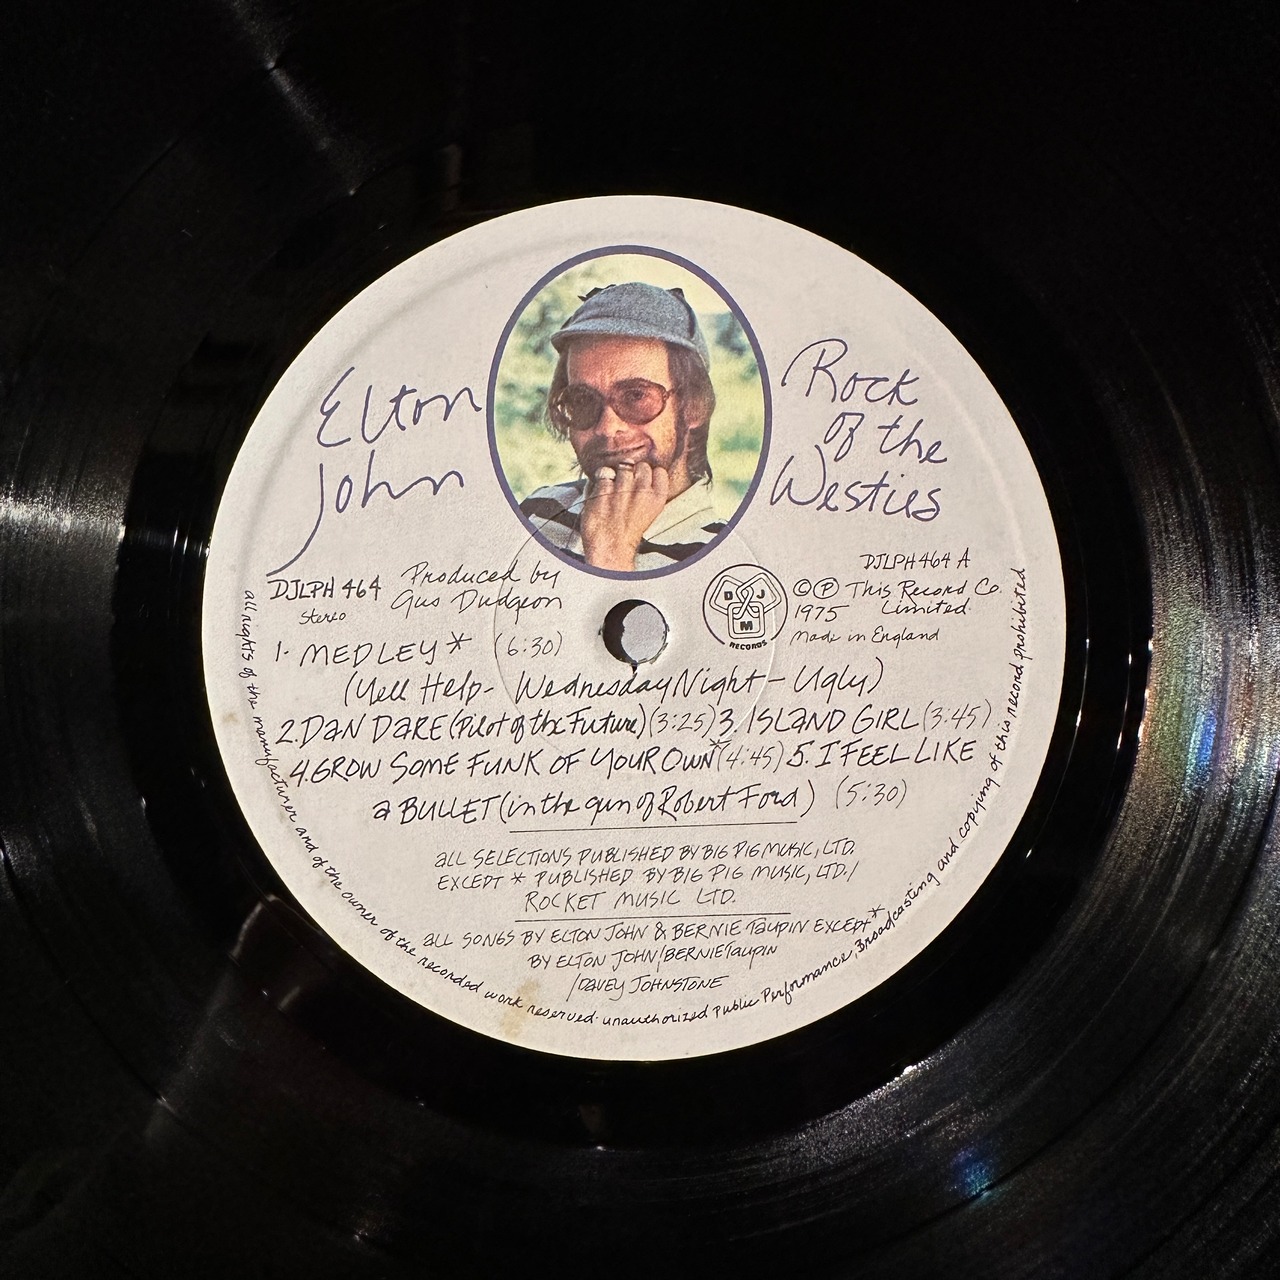 Elton
John
Rock
of the
Westies
DJLPH 464
Stereo
Produced by
Gus Dudgeon
DJM
RECORDS
DJLPH 464 A
© ℗ This Record Co.
1975 Limited.
Made in England
1. MEDLEY* (6:30)
(Yell Help- Wednesday Night- Ugly)
2. DAN DARE (Pilot of the Future) (3:25) 3. ISLAND GIRL (3:45)
4. GROW SOME FUNK OF YOUR OWN* (4:45) 5. I FEEL LIKE
a BULLET (in the gun of Robert Ford) (5:30)
all SELECTIONS PUBLISHED BY BIG PIG MUSIC, LTD.
EXCEPT * PUBLISHED BY BIG PIG MUSIC, LTD./
ROCKET MUSIC LTD.
all SONGS BY ELTON JOHN & BERNIE TAUPIN EXCEPT*
BY ELTON JOHN/BERNIE TAUPIN
/DAVEY JOHNSTONE
all rights of the manufacturer and of the owner of the recorded work reserved. unauthorized public Performance, Broadcasting and copying of this record prohibited